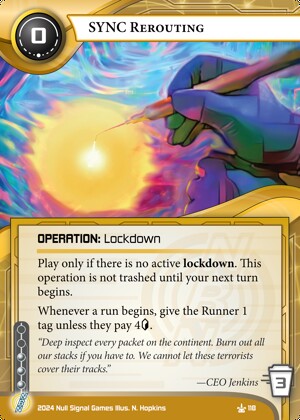 0
SYNC Rerouting
OPERATION: Lockdown
Play only if there is no active lockdown. This
operation is not trashed until your next turn
begins.
Whenever a run begins, give the Runner 1
tag unless they pay 4.
“Deep inspect every packet on the continent. Burn out all
our stacks if you have to. We cannot let these terrorists
cover their tracks.”
—CEO Jenkins
3
2024 Null Signal Games Illus. N. Hopkins